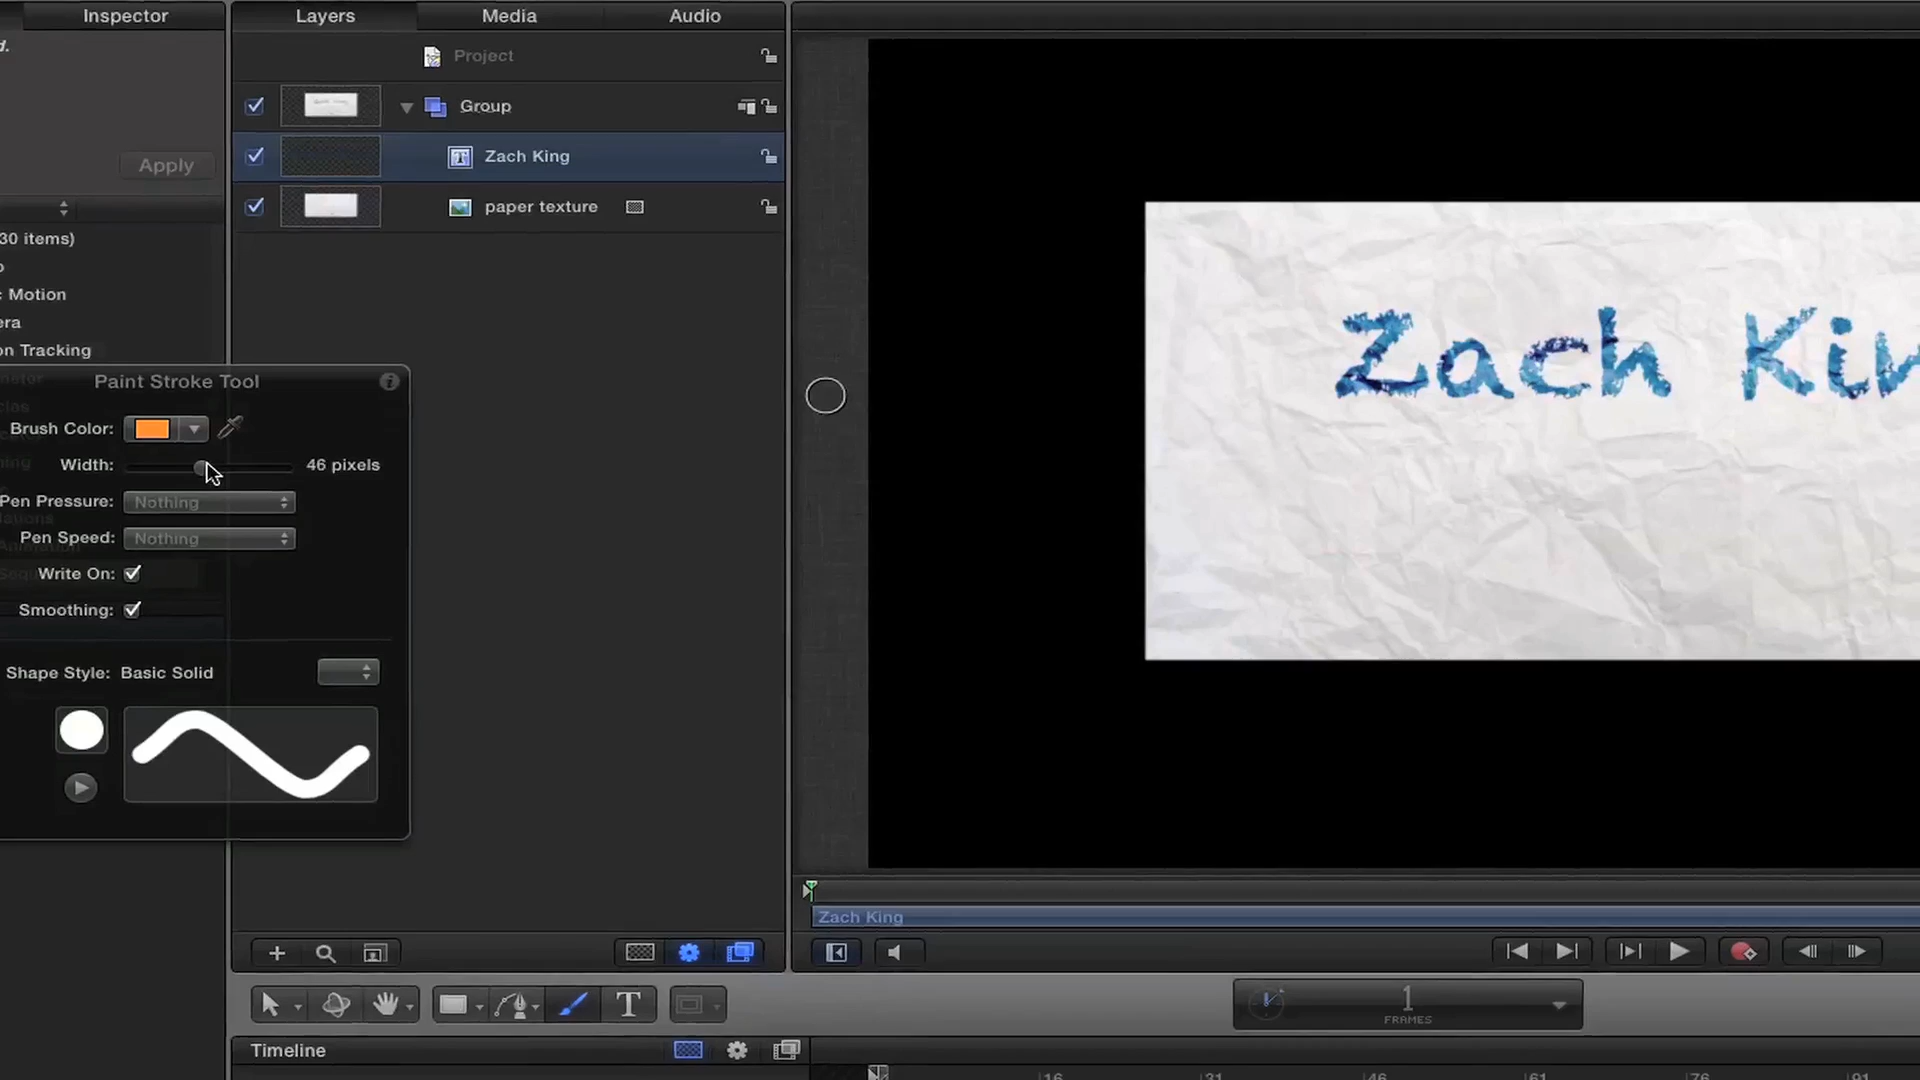 Inspector
Layers
Media
Audio
d.
Project
Group
Apply
Zach King
paper texture
30 items)
Motion
era
on Tracking
Paint Stroke Tool
Brush Color:
Width:
46 pixels
Pen Pressure:
Nothing
Pen Speed:
Nothing
Write On:
Smoothing:
Shape Style: Basic Solid
Zach Kin
Zach King
T
1
FRAMES
Timeline
16
31
46
61
76
91